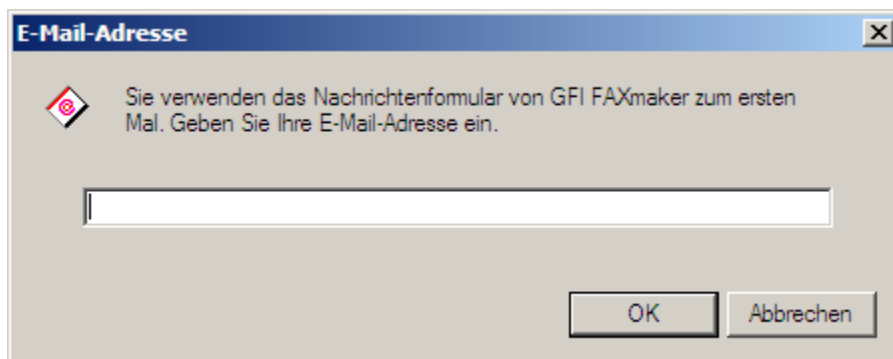 E-Mail-Adresse
Sie verwenden das Nachrichtenformular von GFI FAXmaker zum ersten
Mal. Geben Sie Ihre E-Mail-Adresse ein.
OK
Abbrechen